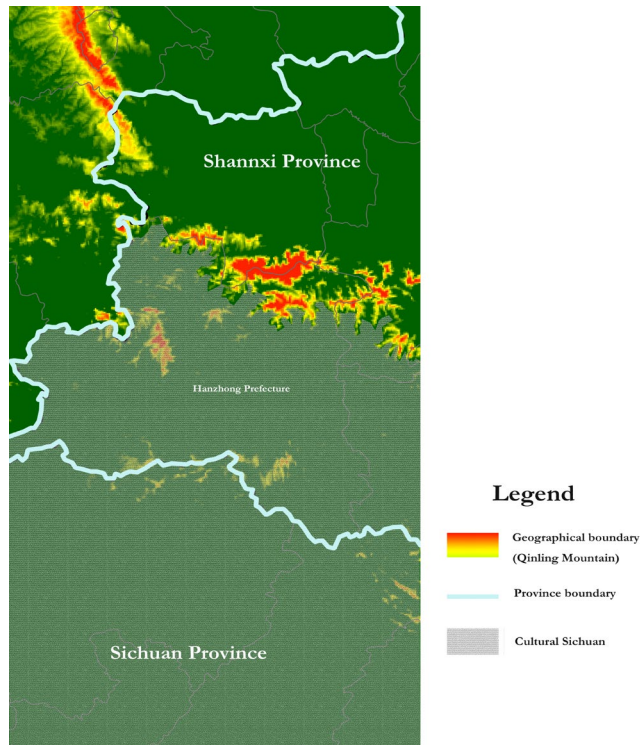 Shannxi Province
Hanzhong Prefecture
Sichuan Province
Legend
Geographical boundary
(Qinling Mountain)
Province boundary
Cultural Sichuan